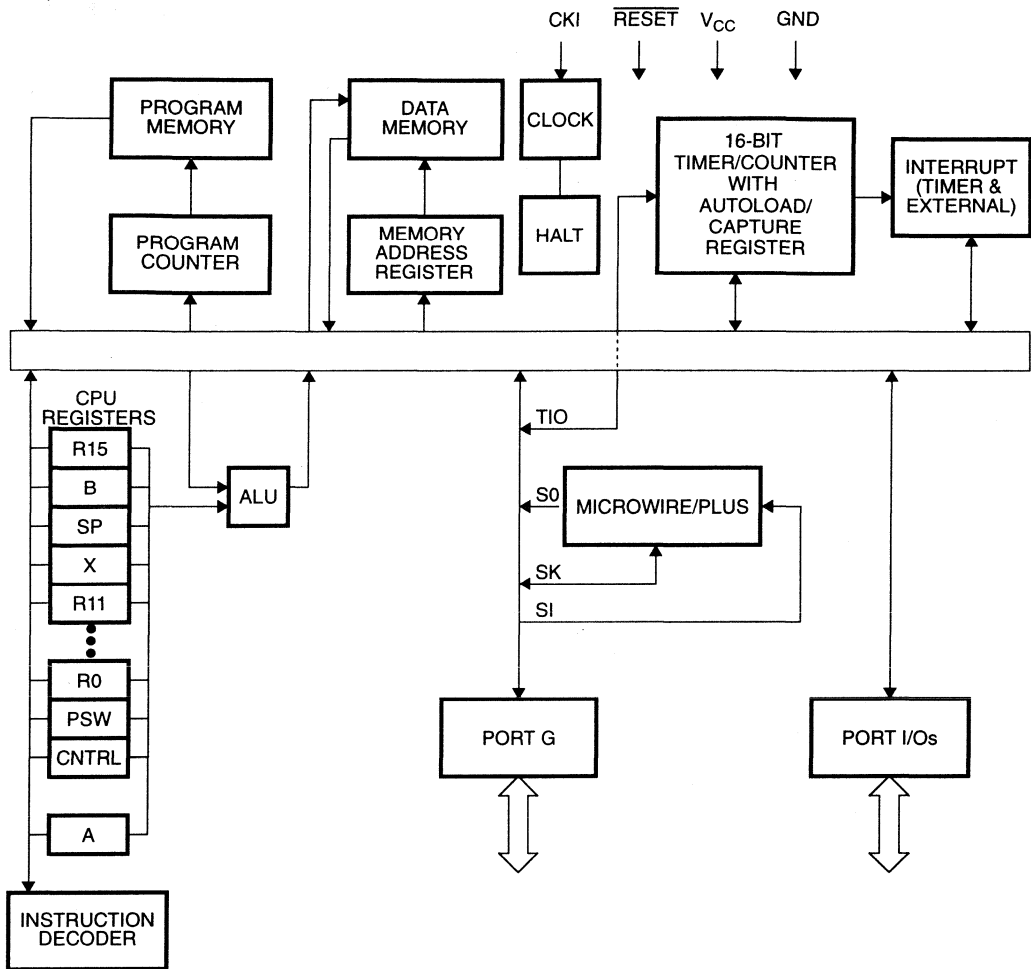 CKI
RESET
VCC
GND
PROGRAM
MEMORY
DATA
MEMORY
CLOCK
16-BIT
TIMER/COUNTER
WITH
AUTOLOAD/
CAPTURE
REGISTER
INTERRUPT
(TIMER &
EXTERNAL)
PROGRAM
COUNTER
MEMORY
ADDRESS
REGISTER
HALT
CPU
REGISTERS
R15
B
SP
X
R11
R0
PSW
CNTRL
A
ALU
TIO
S0
MICROWIRE/PLUS
SK
SI
PORT G
PORT I/Os
INSTRUCTION
DECODER